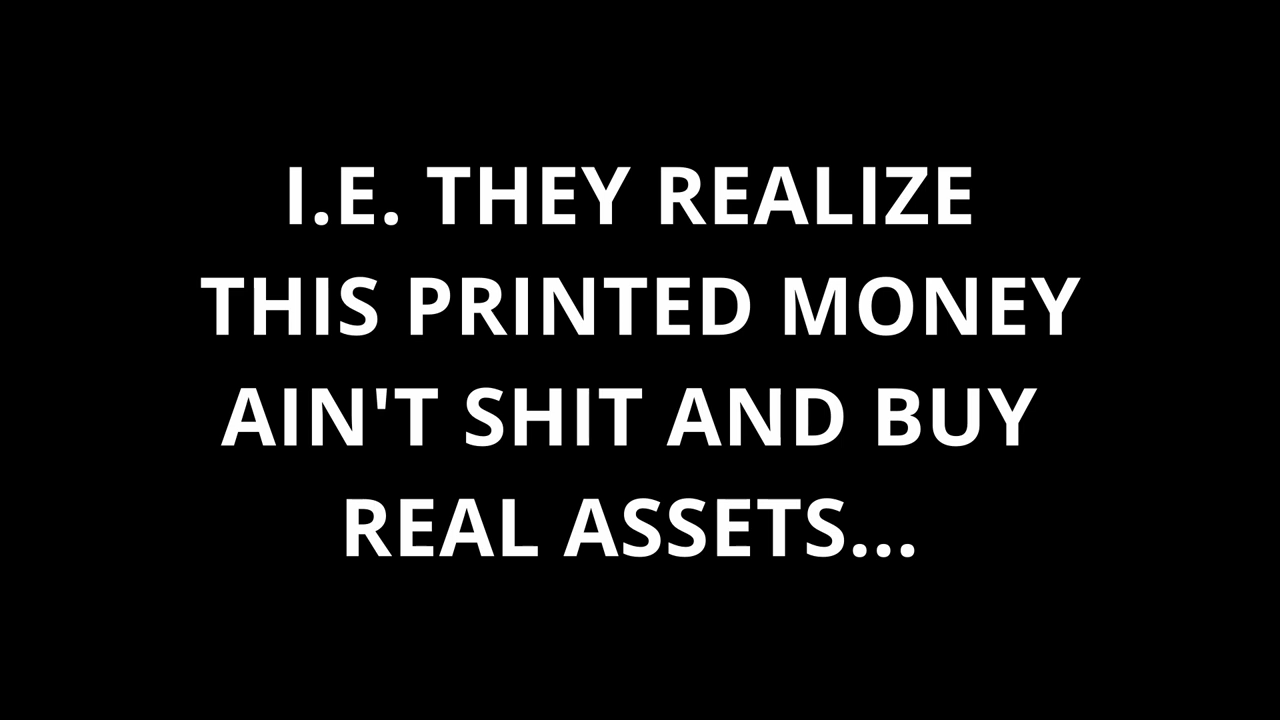 I.E. THEY REALIZE
THIS PRINTED MONEY
AIN'T SHIT AND BUY
REAL ASSETS...